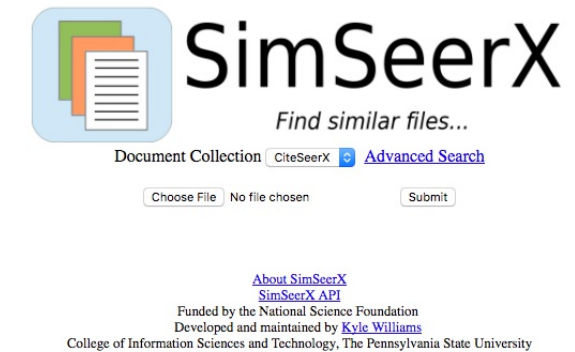 SimSeerX
Find similar files...
Document Collection CiteSeerX Advanced Search
Choose File No file chosen Submit
About SimSeerX
SimSeerX API
Funded by the National Science Foundation
Developed and maintained by Kyle Williams
College of Information Sciences and Technology, The Pennsylvania State University